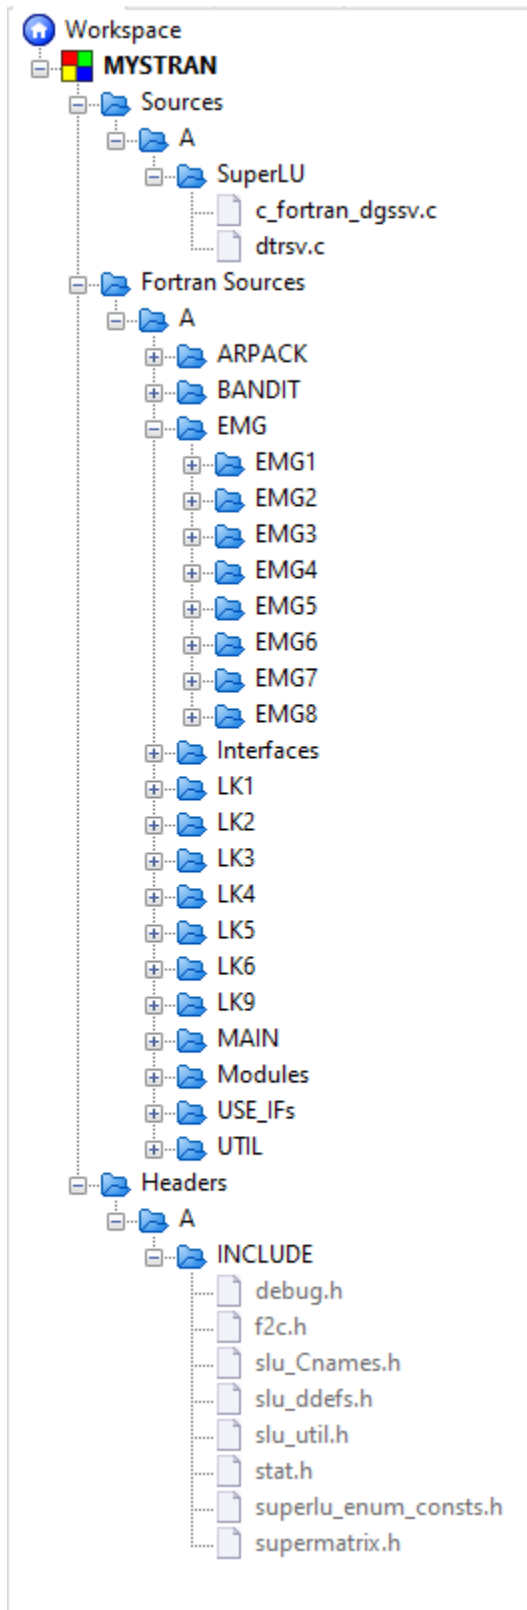 Workspace
MYSTRAN
Sources
A
SuperLU
c_fortran_dgssv.c
dtrsv.c
Fortran Sources
A
ARPACK
BANDIT
EMG
EMG1
EMG2
EMG3
EMG4
EMG5
EMG6
EMG7
EMG8
Interfaces
LK1
LK2
LK3
LK4
LK5
LK6
LK9
MAIN
Modules
USE_IFs
UTIL
Headers
A
INCLUDE
debug.h
f2c.h
slu_Cnames.h
slu_ddefs.h
slu_util.h
stat.h
superlu_enum_consts.h
supermatrix.h